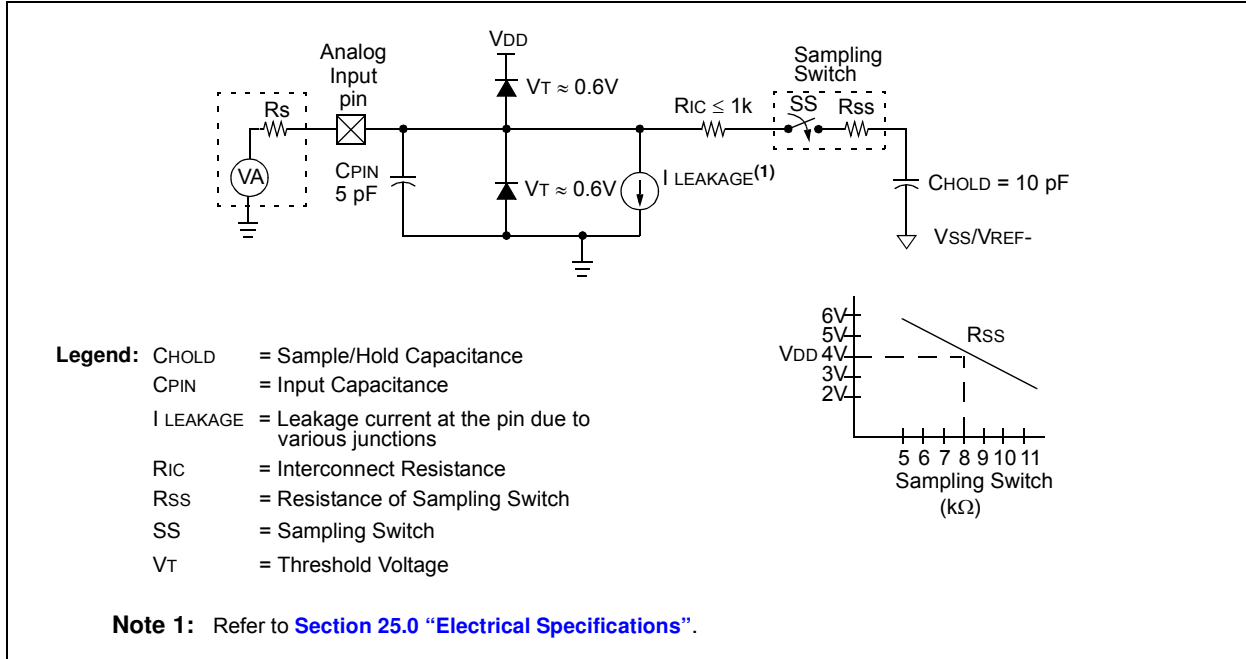 VDD
Analog
Input
pin
Rs
VA
CPIN
5 pF
VT ≈ 0.6V
VT ≈ 0.6V
I LEAKAGE(1)
RIC ≤ 1k
Sampling
Switch
SS
Rss
CHOLD = 10 pF
VSS/VREF-
6V
5V
VDD 4V
3V
2V
RSS
5 6 7 8 9 10 11
Sampling Switch
(kΩ)
Legend: CHOLD = Sample/Hold Capacitance
CPIN = Input Capacitance
I LEAKAGE = Leakage current at the pin due to
various junctions
RIC = Interconnect Resistance
RSS = Resistance of Sampling Switch
SS = Sampling Switch
VT = Threshold Voltage
Note 1: Refer to Section 25.0 “Electrical Specifications”.